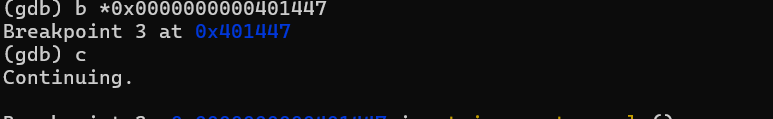 (gdb) b *0x0000000000401447
Breakpoint 3 at 0x401447
(gdb) c
Continuing.